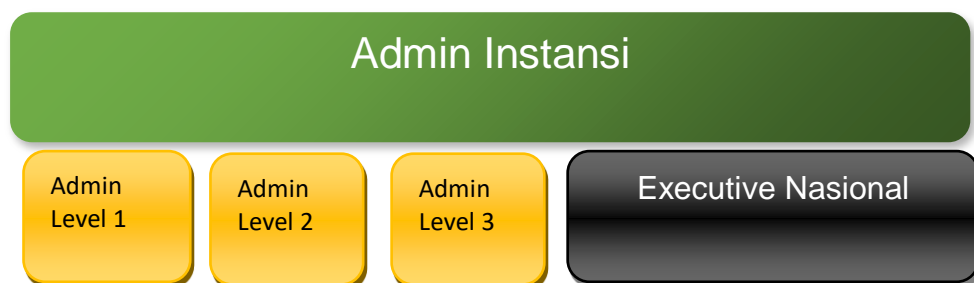 Admin Instansi
Admin
Level 1
Admin
Level 2
Admin
Level 3
Executive Nasional